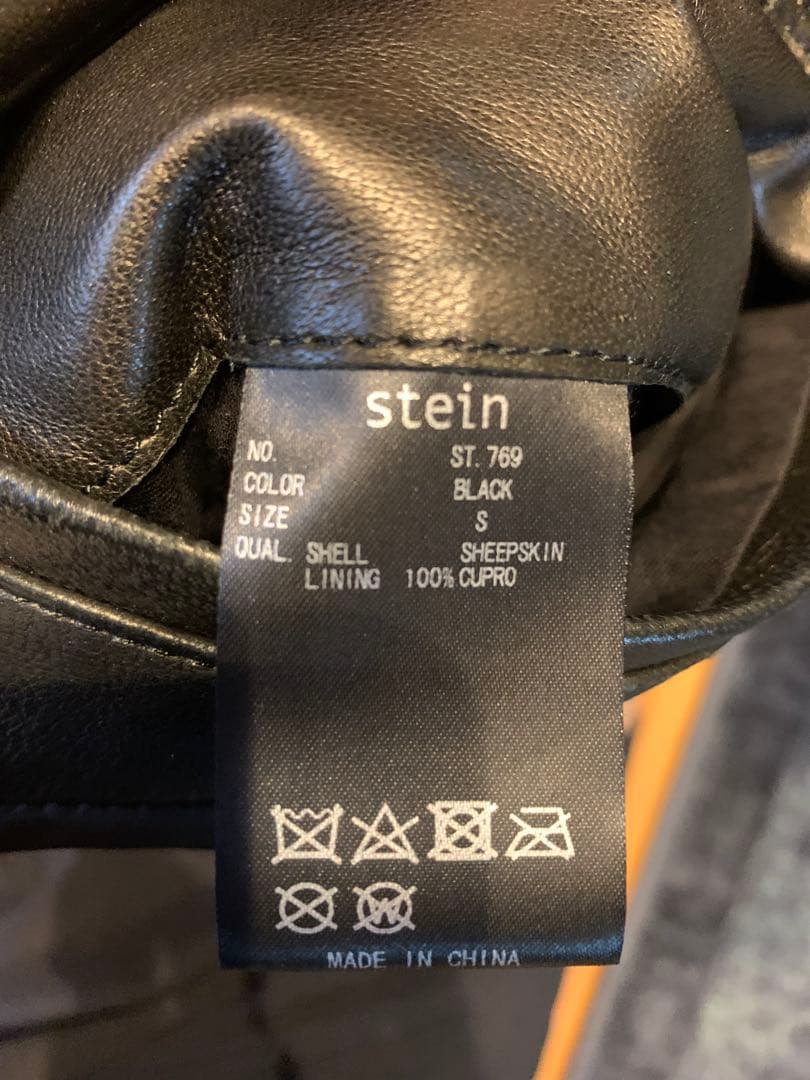 stein
NO. ST. 769
COLOR BLACK
SIZE S
QUAL. SHELL SHEEPSKIN
LINING 100% CUPRO
W
MADE IN CHINA